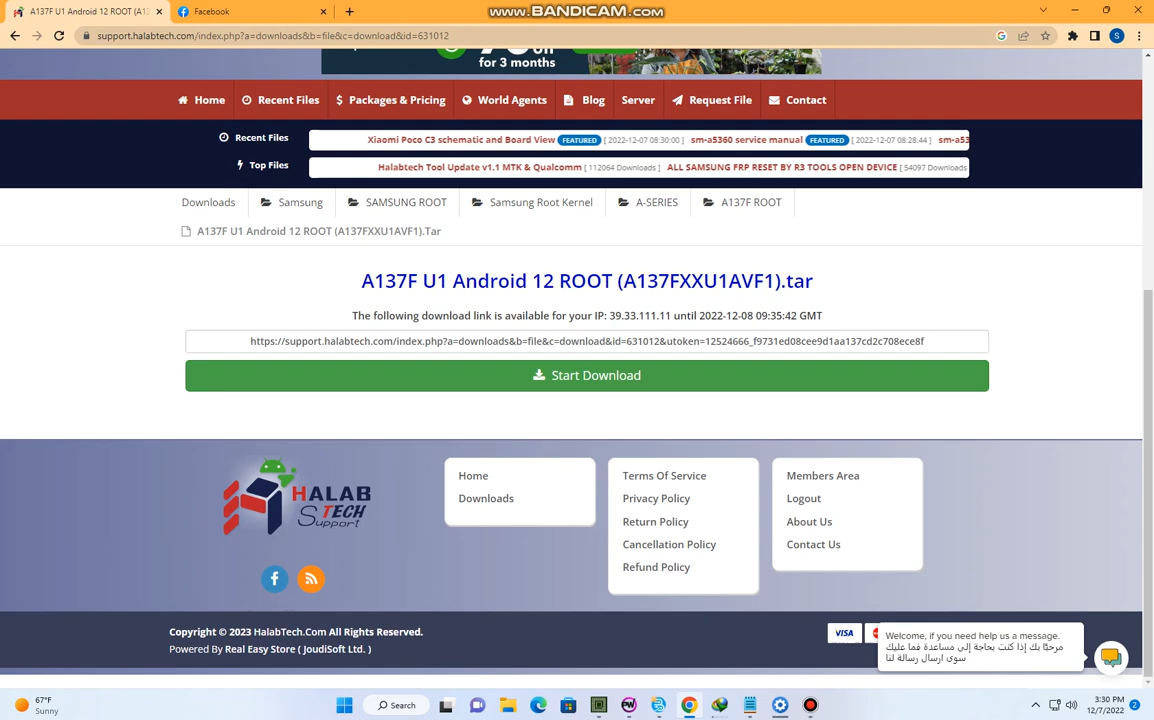 A137F U1 Android 12 ROOT (A13
Facebook
www.BANDICAM.com
support.halabtech.com/index.php?a=downloads&b=file&c=download&id=631012
for 3 months
Home
Recent Files
Packages & Pricing
World Agents
Blog
Server
Request File
Contact
Recent Files
Xiaomi Poco C3 schematic and Board View FEATURED [ 2022-12-07 08:30:00 ] sm-a5360 service manual FEATURED [ 2022-12-07 08:28:44 ] sm-a53
Top Files
Halabtech Tool Update v1.1 MTK & Qualcomm [ 112064 Downloads ] ALL SAMSUNG FRP RESET BY R3 TOOLS OPEN DEVICE [ 54097 Downloads
Downloads
Samsung
SAMSUNG ROOT
Samsung Root Kernel
A-SERIES
A137F ROOT
A137F U1 Android 12 ROOT (A137FXXU1AVF1).Tar
A137F U1 Android 12 ROOT (A137FXXU1AVF1).tar
The following download link is available for your IP: 39.33.111.11 until 2022-12-08 09:35:42 GMT
https://support.halabtech.com/index.php?a=downloads&b=file&c=download&id=631012&utoken=12524666_f9731ed08cee9d1aa137cd2c708ece8f
Start Download
HALAB
TECH
Support
Home
Downloads
Terms Of Service
Privacy Policy
Return Policy
Cancellation Policy
Refund Policy
Members Area
Logout
About Us
Contact Us
Copyright © 2023 HalabTech.Com All Rights Reserved.
Powered By Real Easy Store ( JoudiSoft Ltd. )
VISA
Welcome, if you need help us a message.
مرحبًا بك إذا كنت بحاجة إلى مساعدة فما عليك
سوى ارسال رسالة لنا
67°F
Sunny
Search
3:30 PM
12/7/2022
2